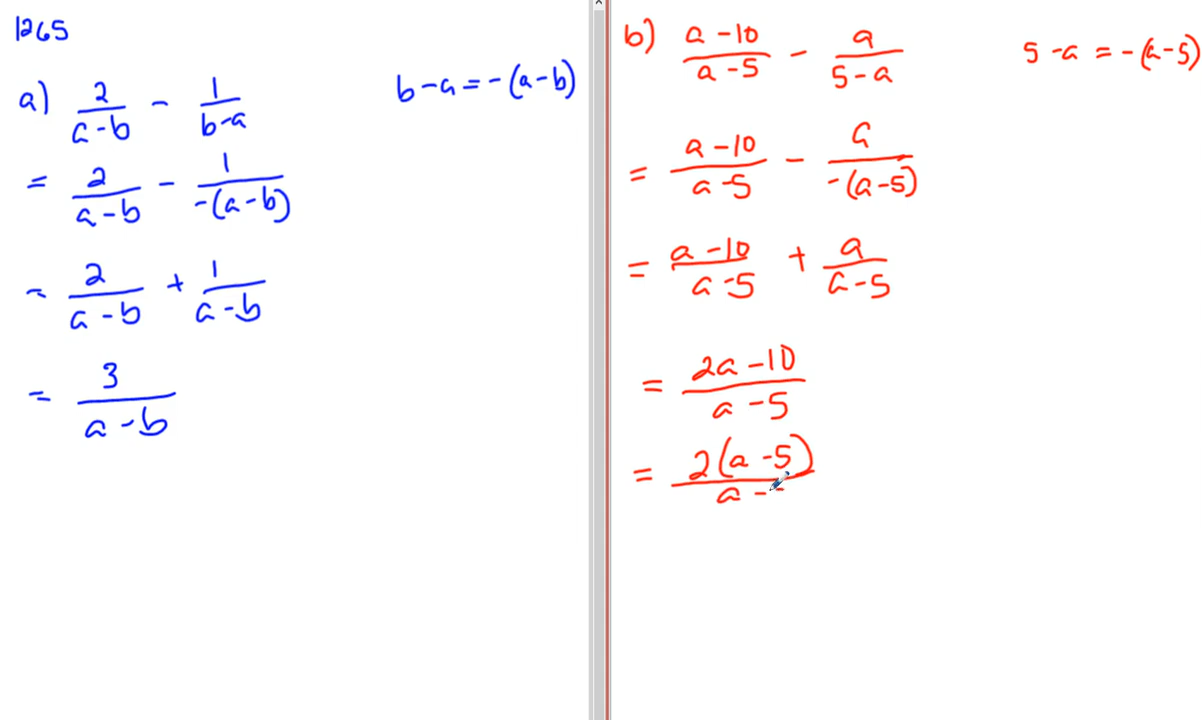 1265
a) 2/(a-b) - 1/(b-a)
b-a = -(a-b)
= 2/(a-b) - 1/(-(a-b))
= 2/(a-b) + 1/(a-b)
= 3/(a-b)
b) (a-10)/(a-5) - a/(5-a)
5-a = -(a-5)
= (a-10)/(a-5) - a/(-(a-5))
= (a-10)/(a-5) + a/(a-5)
= (2a-10)/(a-5)
= 2(a-5)/(a-